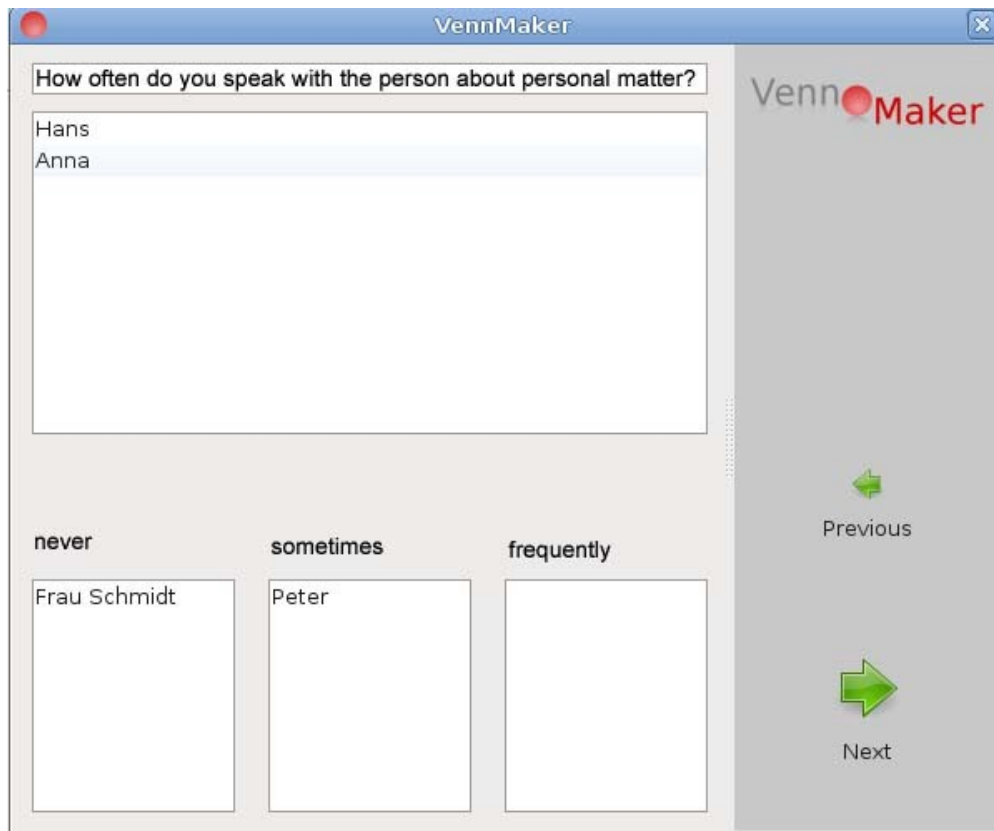 VennMaker
How often do you speak with the person about personal matter?
VennMaker
Hans
Anna
Previous
never
sometimes
frequently
Frau Schmidt
Peter
Next